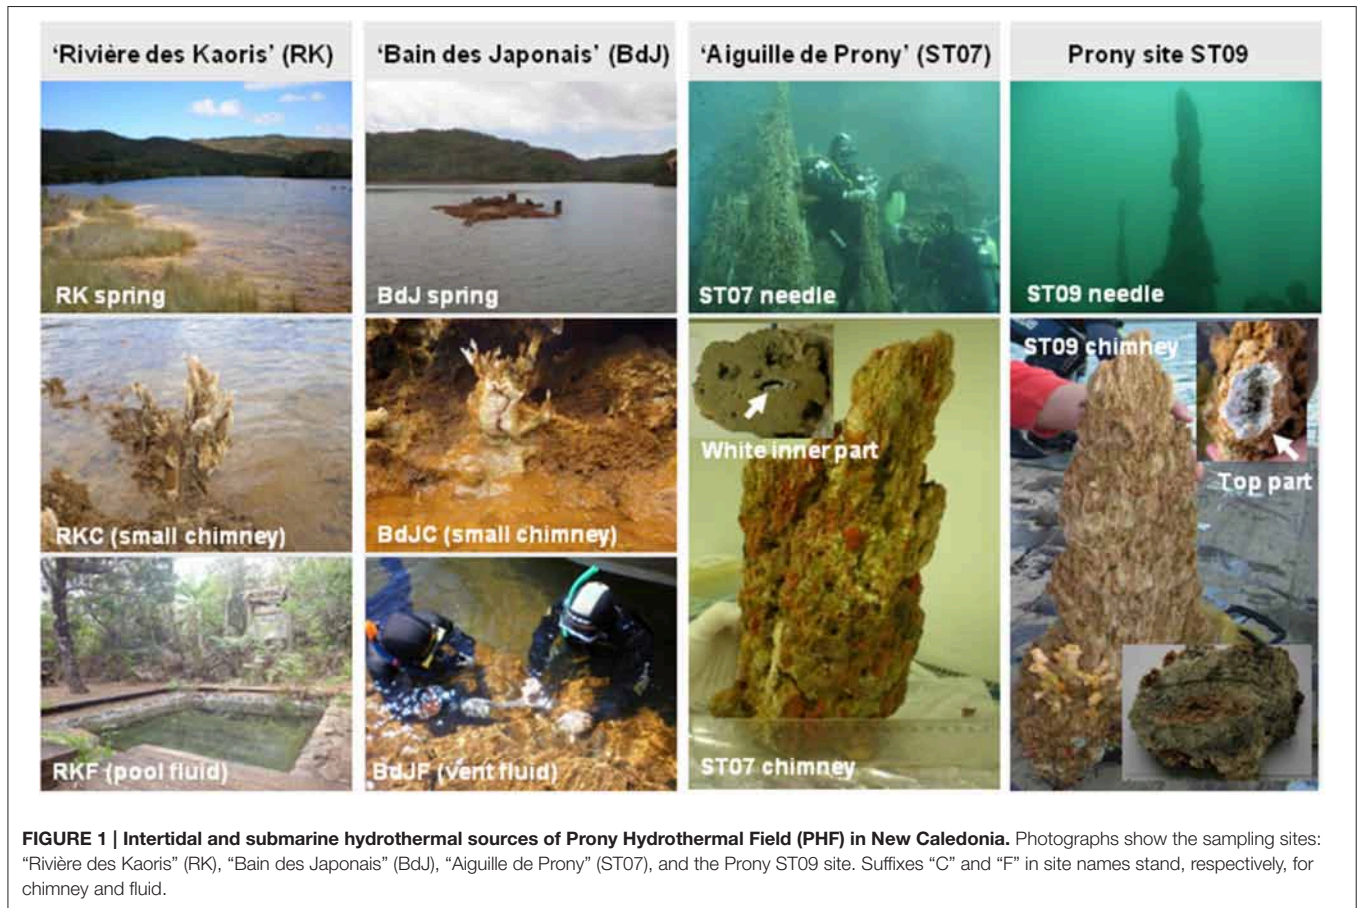 ‘Rivière des Kaoris’ (RK)
‘Bain des Japonais’ (BdJ)
‘Aiguille de Prony’ (ST07)
Prony site ST09
RK spring
BdJ spring
ST07 needle
ST09 needle
RKC (small chimney)
BdJC (small chimney)
White inner part
ST09 chimney
Top part
RKF (pool fluid)
BdJF (vent fluid)
ST07 chimney
FIGURE 1 | Intertidal and submarine hydrothermal sources of Prony Hydrothermal Field (PHF) in New Caledonia. Photographs show the sampling sites:
“Rivière des Kaoris” (RK), “Bain des Japonais” (BdJ), “Aiguille de Prony” (ST07), and the Prony ST09 site. Suffixes “C” and “F” in site names stand, respectively, for
chimney and fluid.